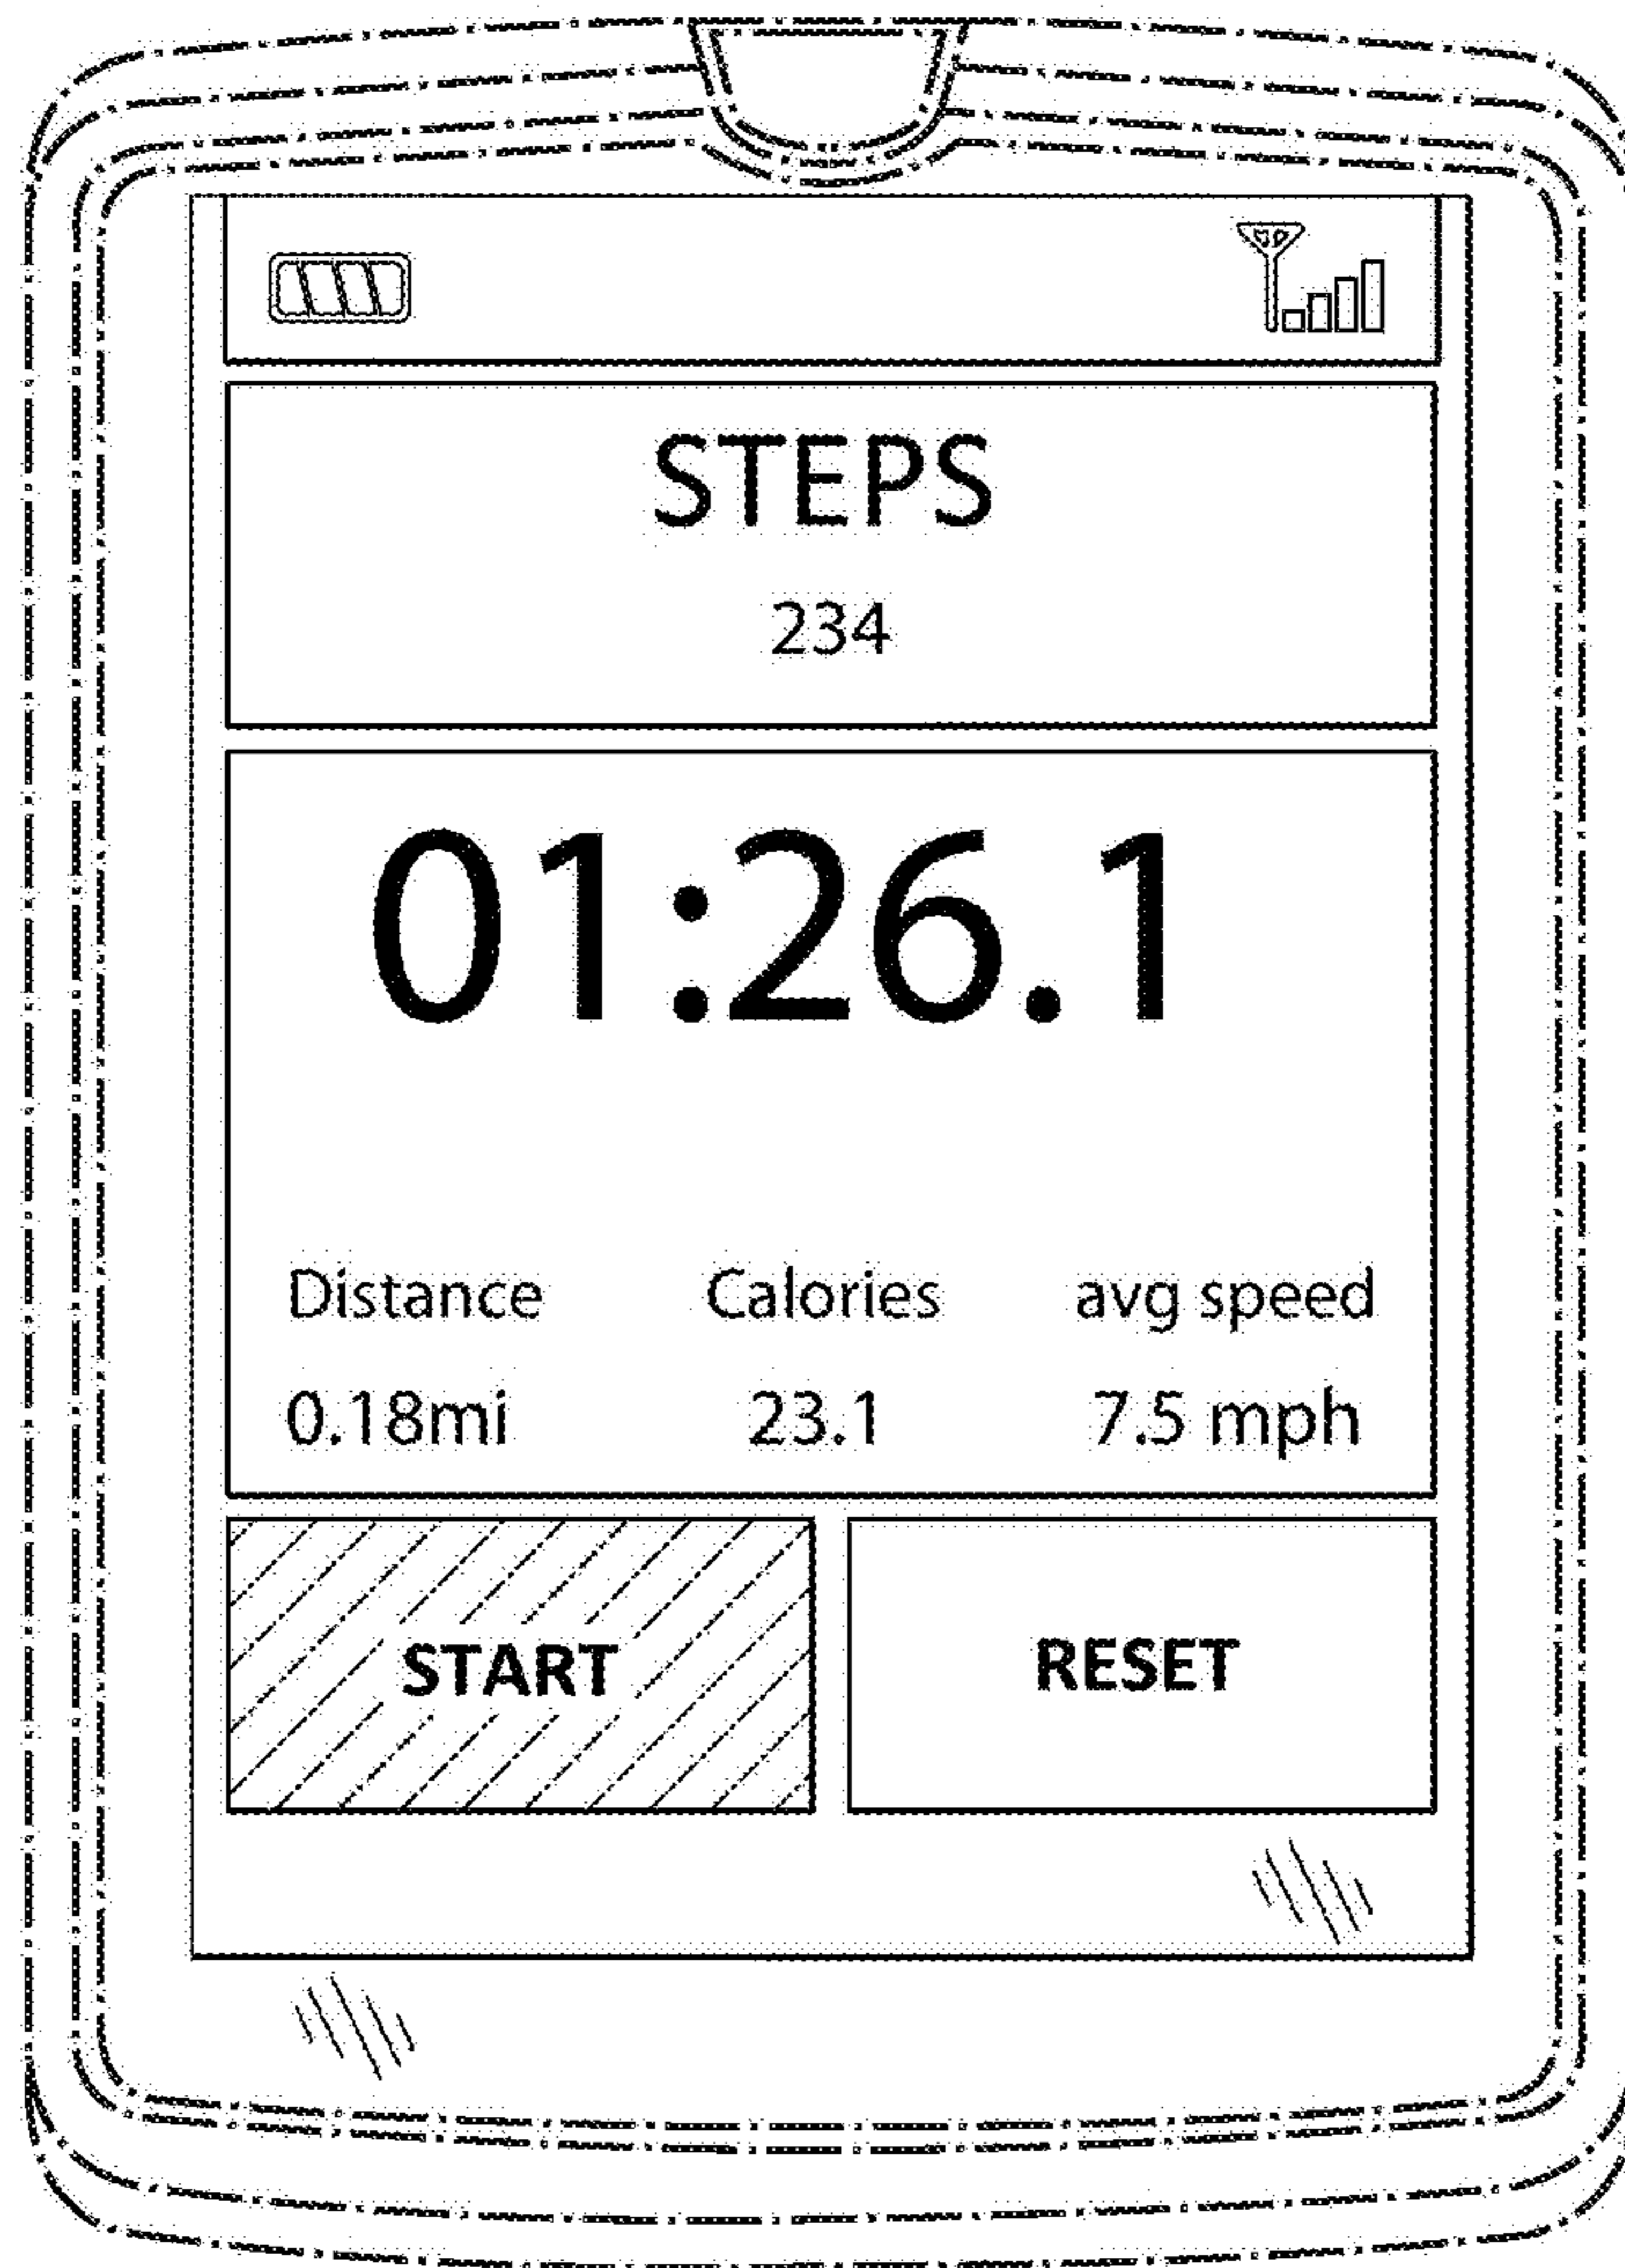 STEPS
234
01:26.1
Distance Calories avg speed
0.18mi 23.1 7.5 mph
START RESET